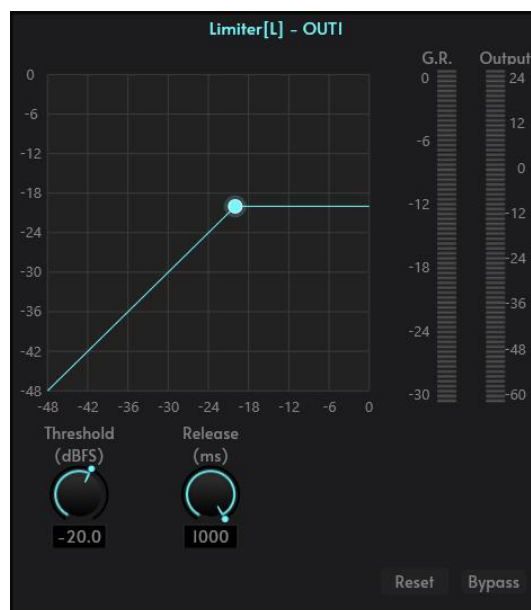 Limiter[L] - OUT1
G.R. Output
0 0 24
-6
-6 12
-12
-18 0
-24 -12 -12
-30 -18 -24
-36 -24 -36
-42 -48
-48 -30 -60
-48 -42 -36 -30 -24 -18 -12 -6 0
Threshold Release
(dBFS) (ms)
-20.0 1000
Reset Bypass